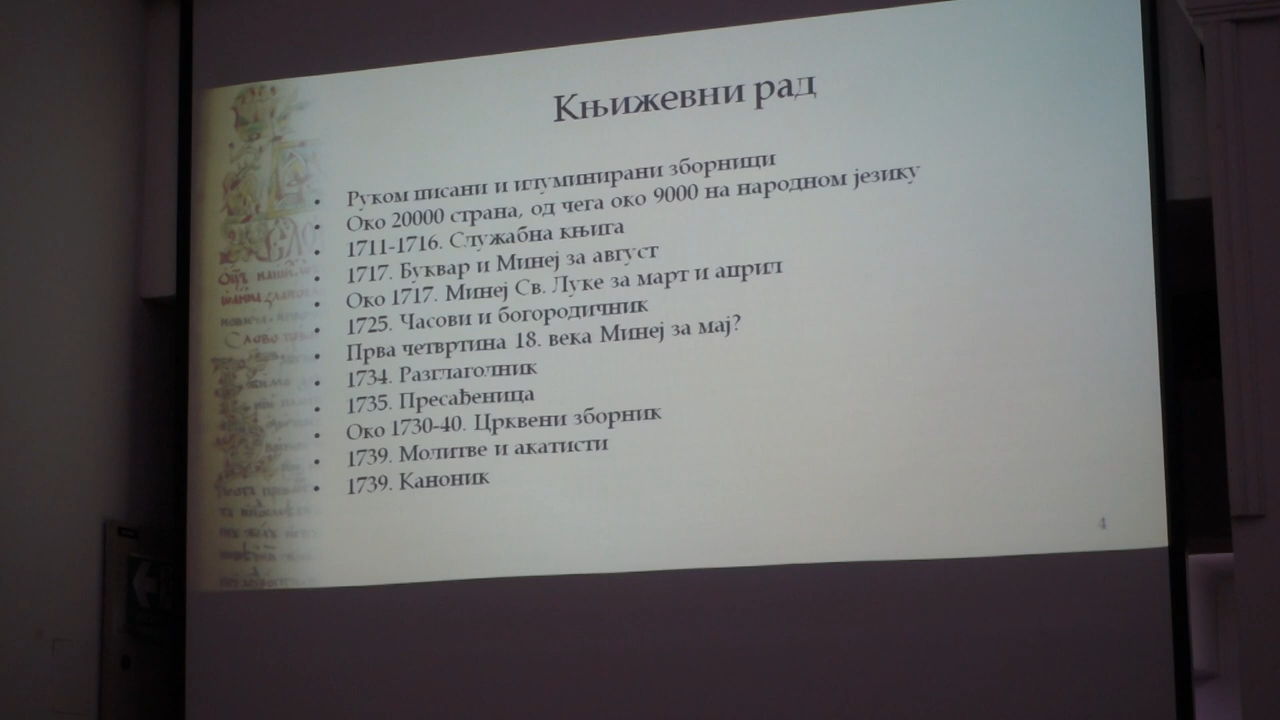 Књижевни рад
• Руком писани и илуминирани зборници
• Око 20000 страна, од чега око 9000 на народном језику
• 1711-1716. Служабна књига
• 1717. Буквар и Минеј за август
• Око 1717. Минеј Св. Луке за март и април
• 1725. Часови и богородичник
• Прва четвртина 18. века Минеј за мај?
• 1734. Разглаголник
• 1735. Пресађеница
• Око 1730-40. Црквени зборник
• 1739. Молитве и акатисти
• 1739. Каноник
4